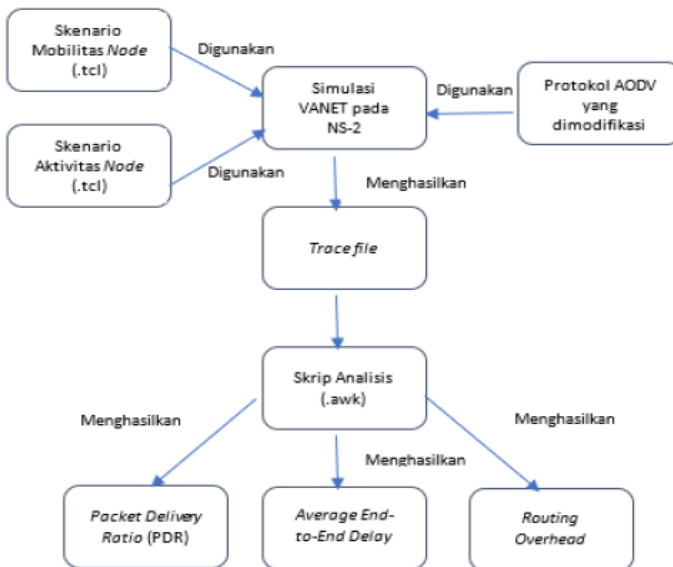 Skenario
Mobilitas Node
(.tcl)
Digunakan
Simulasi
VANET pada
NS-2
Digunakan
Protokol AODV
yang
dimodifikasi
Skenario
Aktivitas Node
(.tcl)
Digunakan
Menghasilkan
Trace file
Skrip Analisis
(.awk)
Menghasilkan
Menghasilkan
Menghasilkan
Packet Delivery
Ratio (PDR)
Average End-
to-End Delay
Routing
Overhead